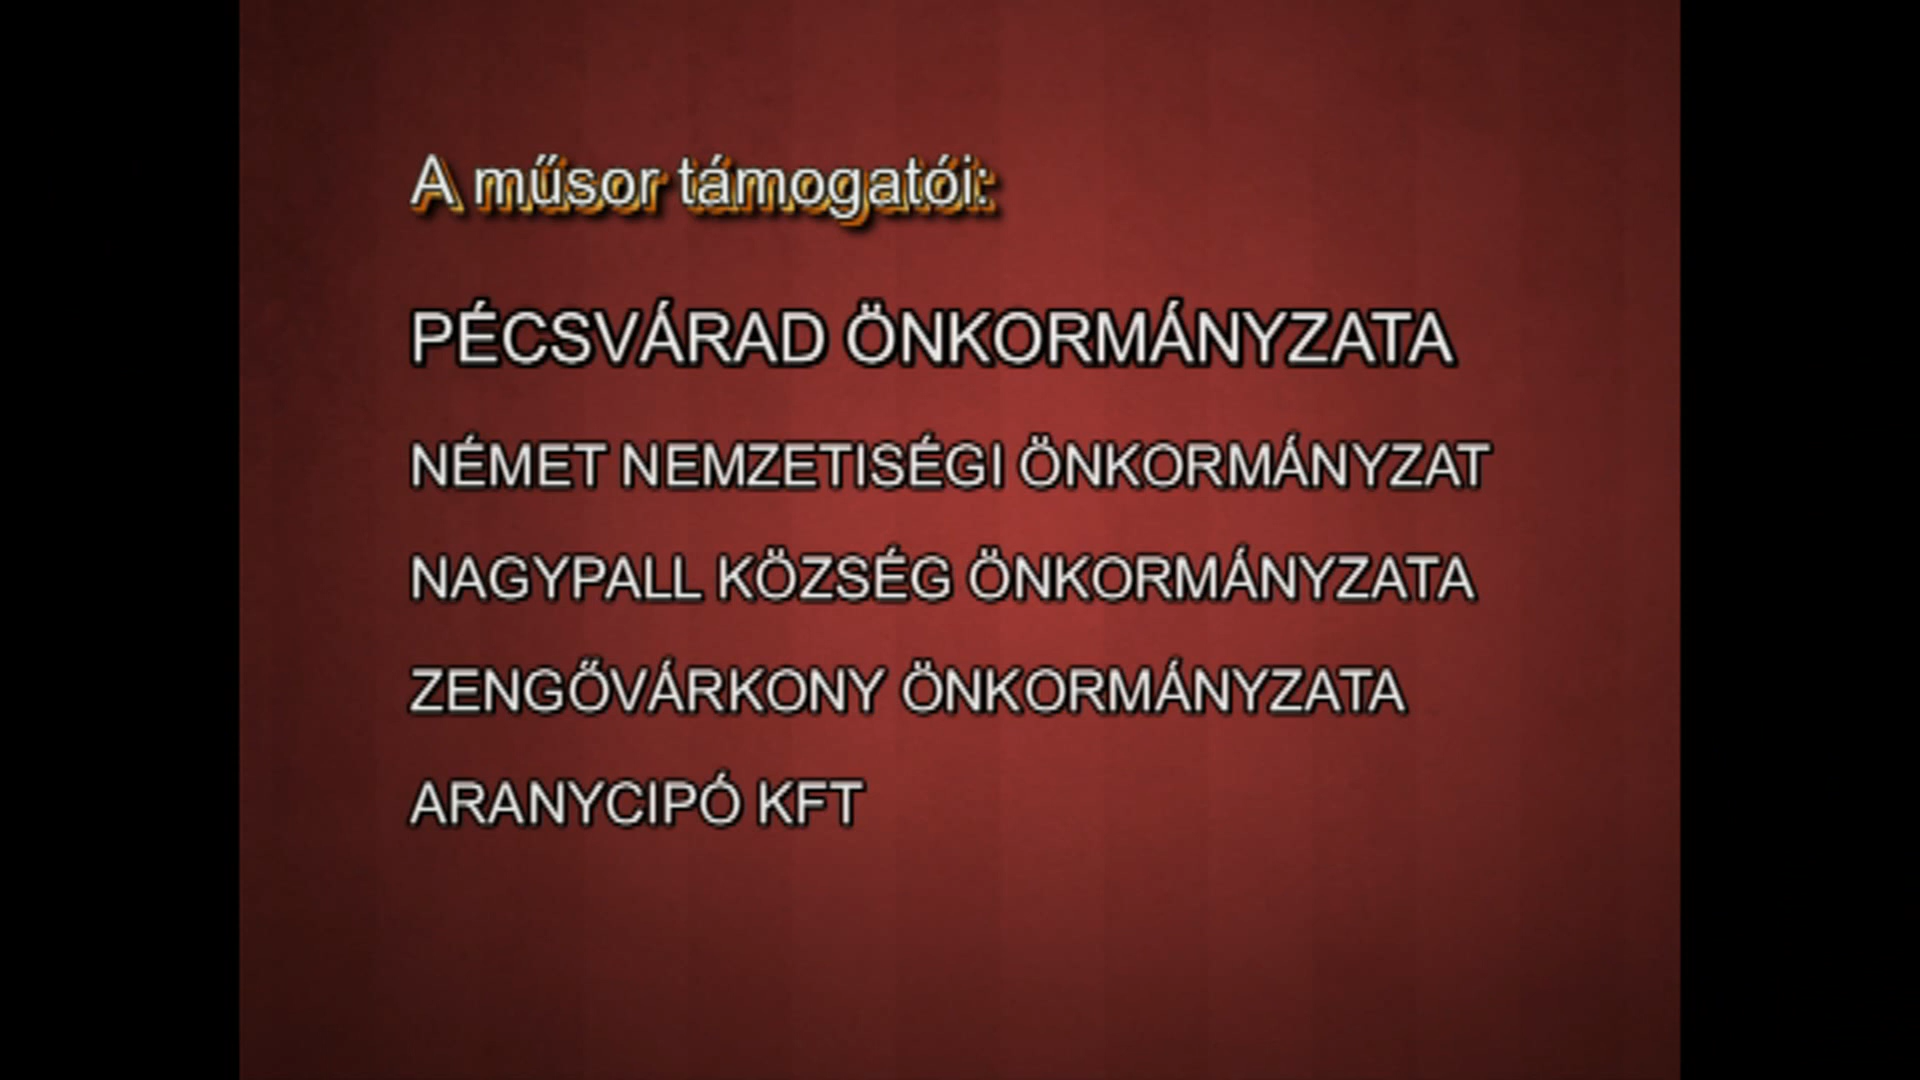 A műsor támogatói:
PÉCSVÁRAD ÖNKORMÁNYZATA
NÉMET NEMZETISÉGI ÖNKORMÁNYZAT
NAGYPALL KÖZSÉG ÖNKORMÁNYZATA
ZENGŐVÁRKONY ÖNKORMÁNYZATA
ARANYCIPÓ KFT